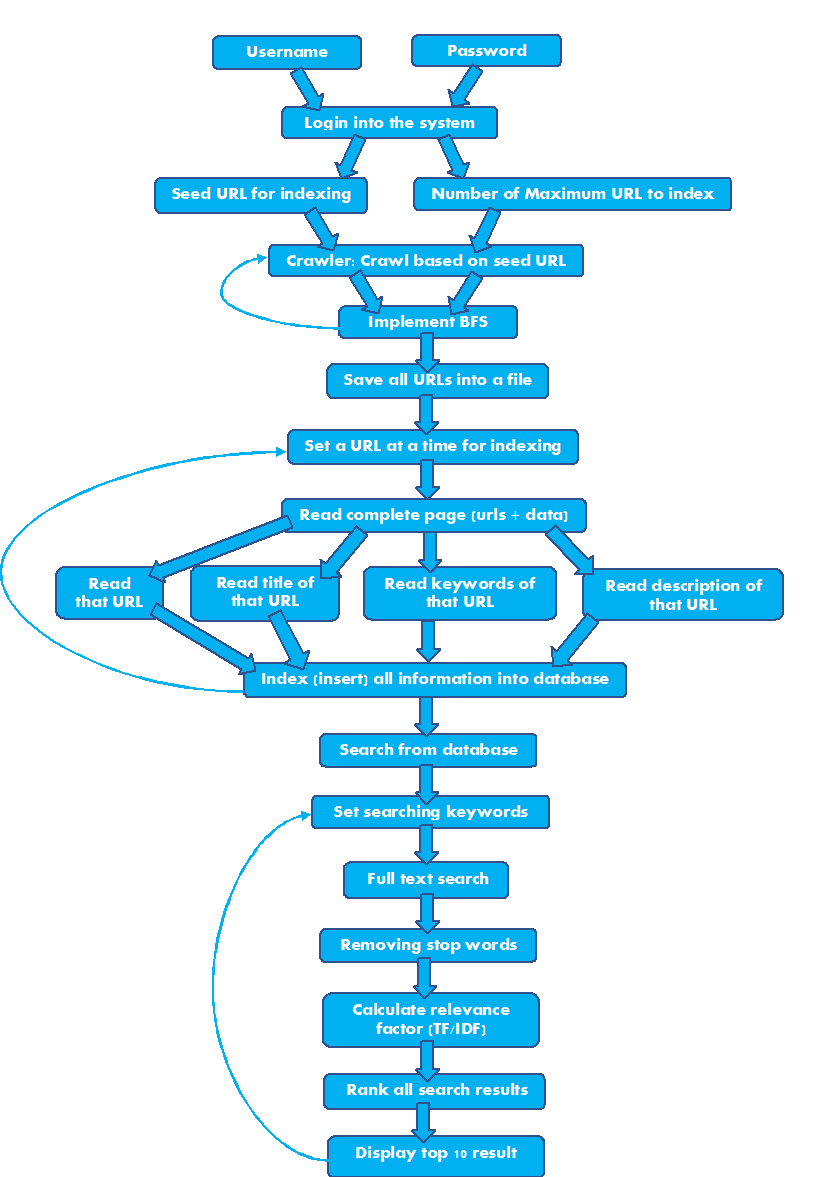 Username
Password
Login into the system
Seed URL for indexing
Number of Maximum URL to index
Crawler: Crawl based on seed URL
Implement BFS
Save all URLs into a file
Set a URL at a time for indexing
Read complete page (urls + data)
Read
that URL
Read title of
that URL
Read keywords of
that URL
Read description of
that URL
Index (insert) all information into database
Search from database
Set searching keywords
Full text search
Removing stop words
Calculate relevance
factor (TF/IDF)
Rank all search results
Display top 10 result